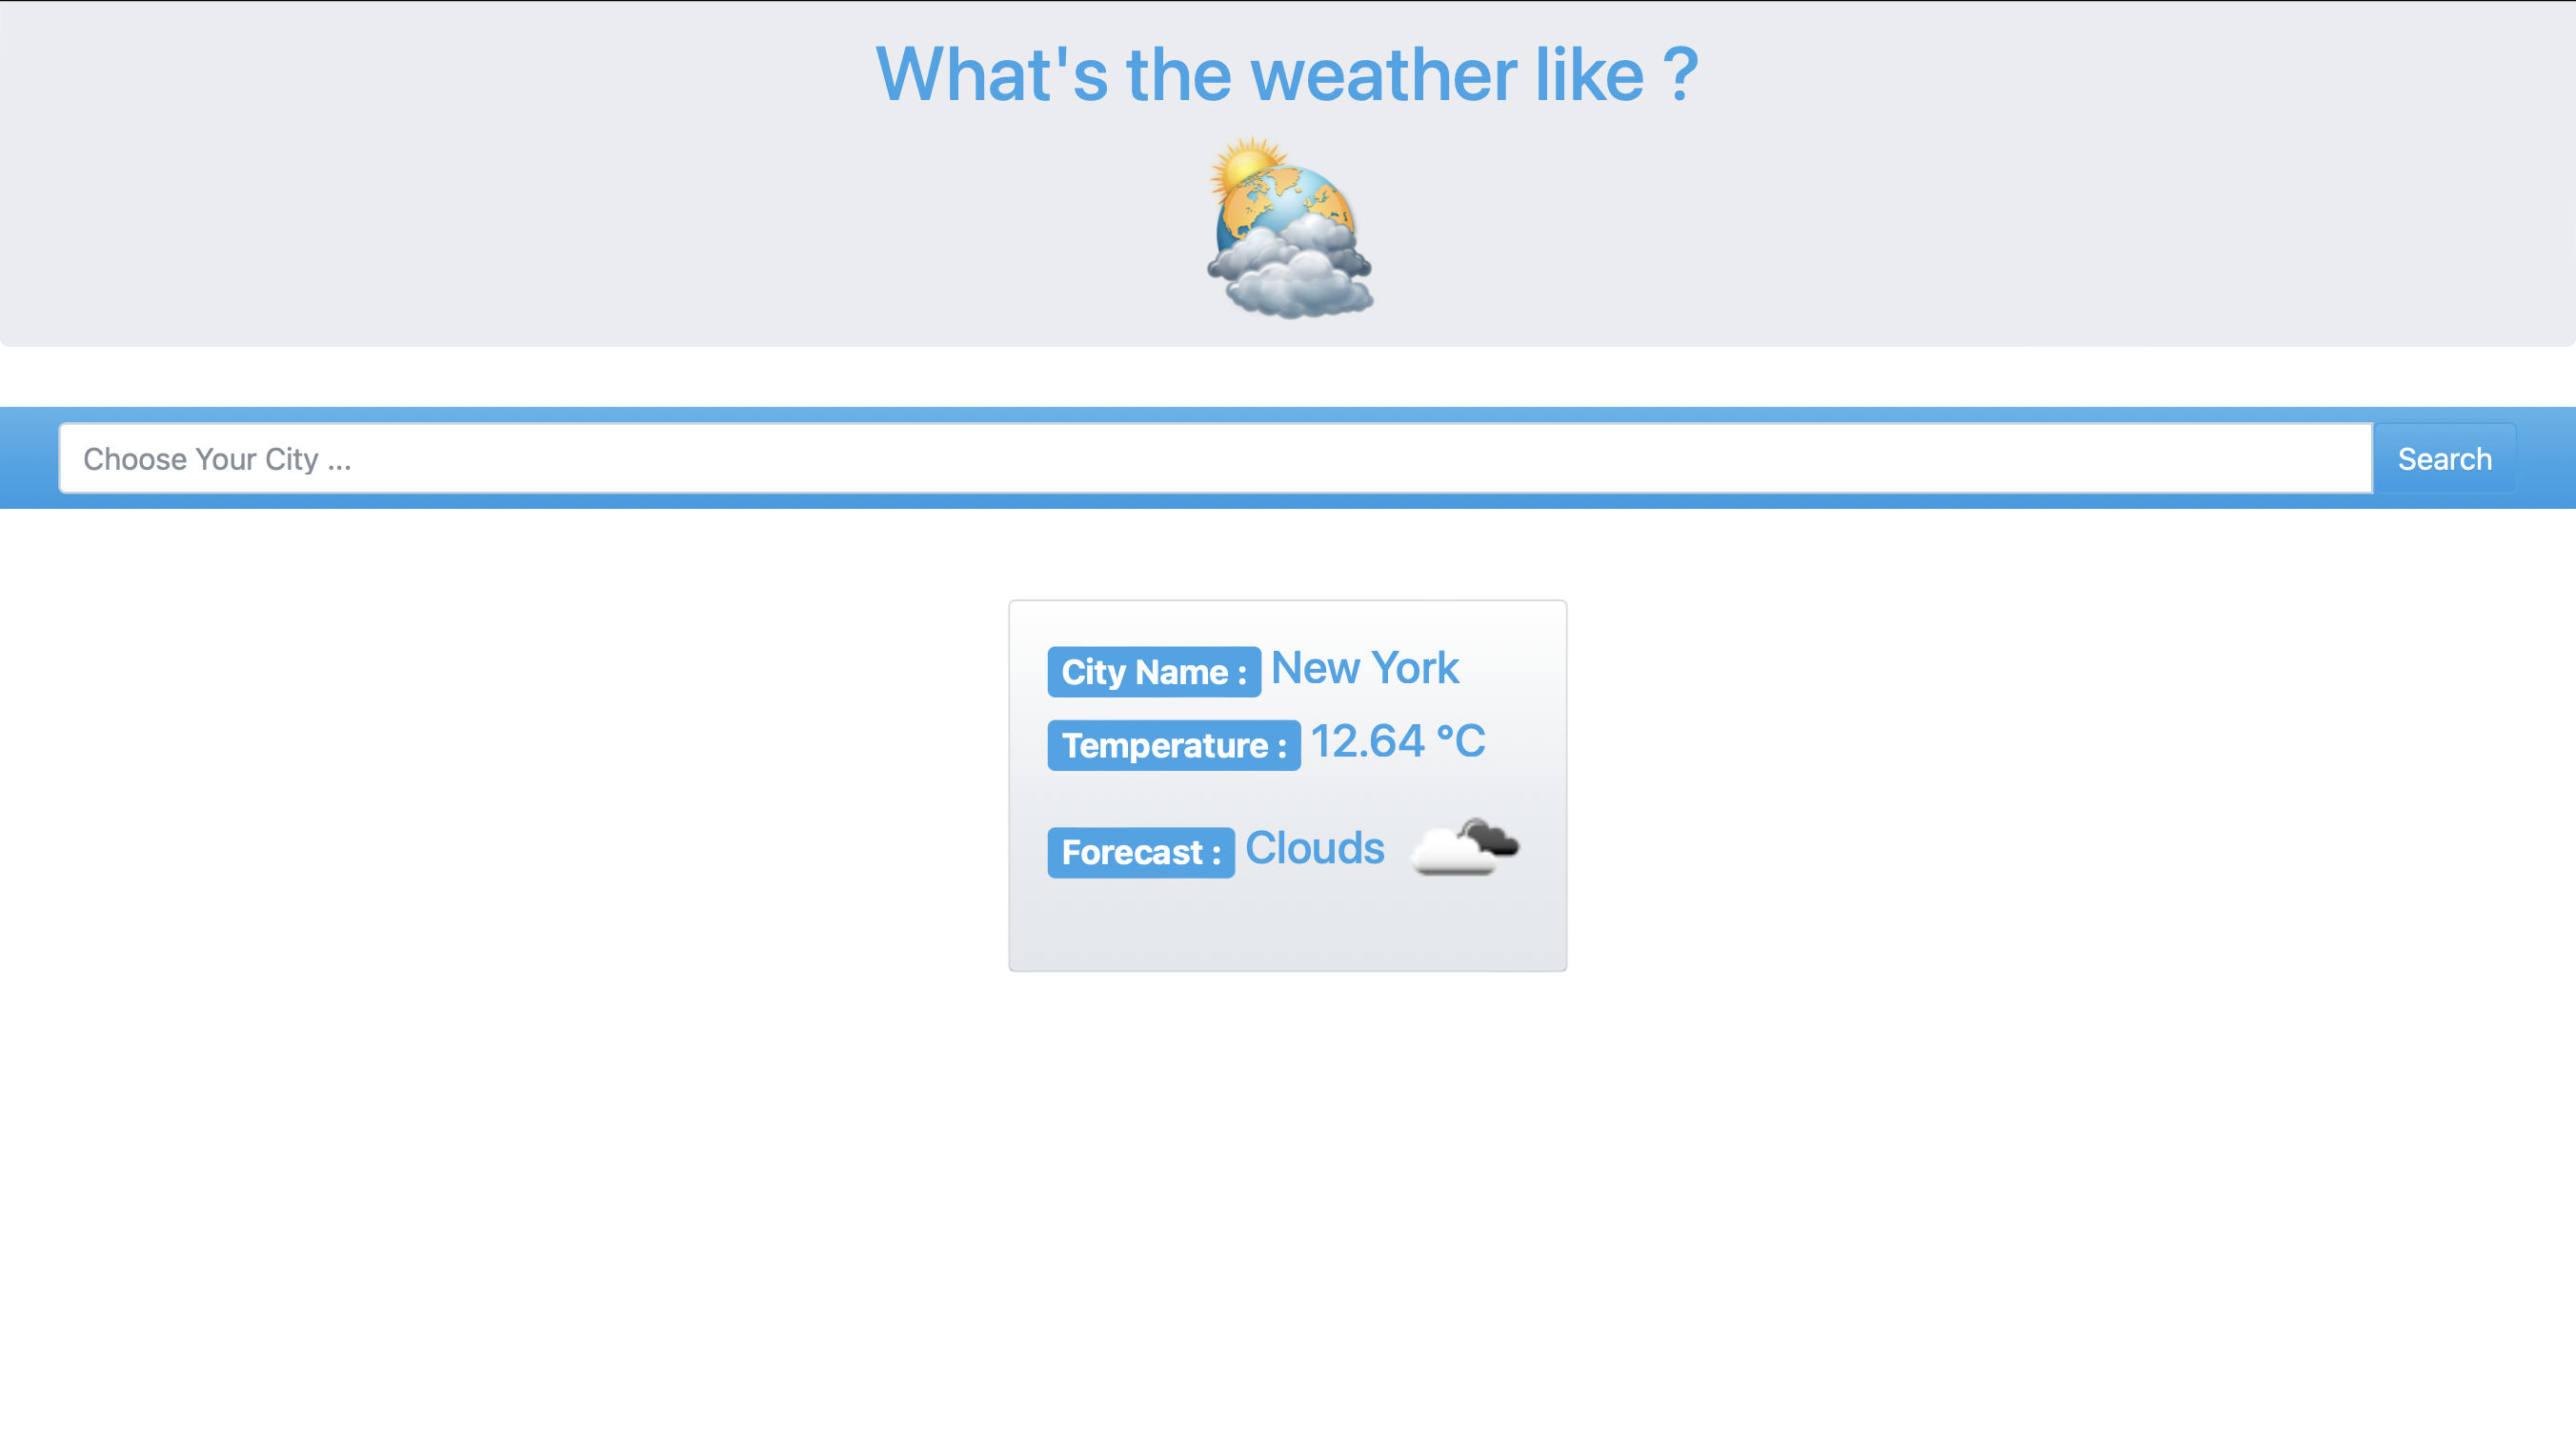 What's the weather like ?
Choose Your City ... Search
City Name : New York
Temperature : 12.64 °C
Forecast : Clouds